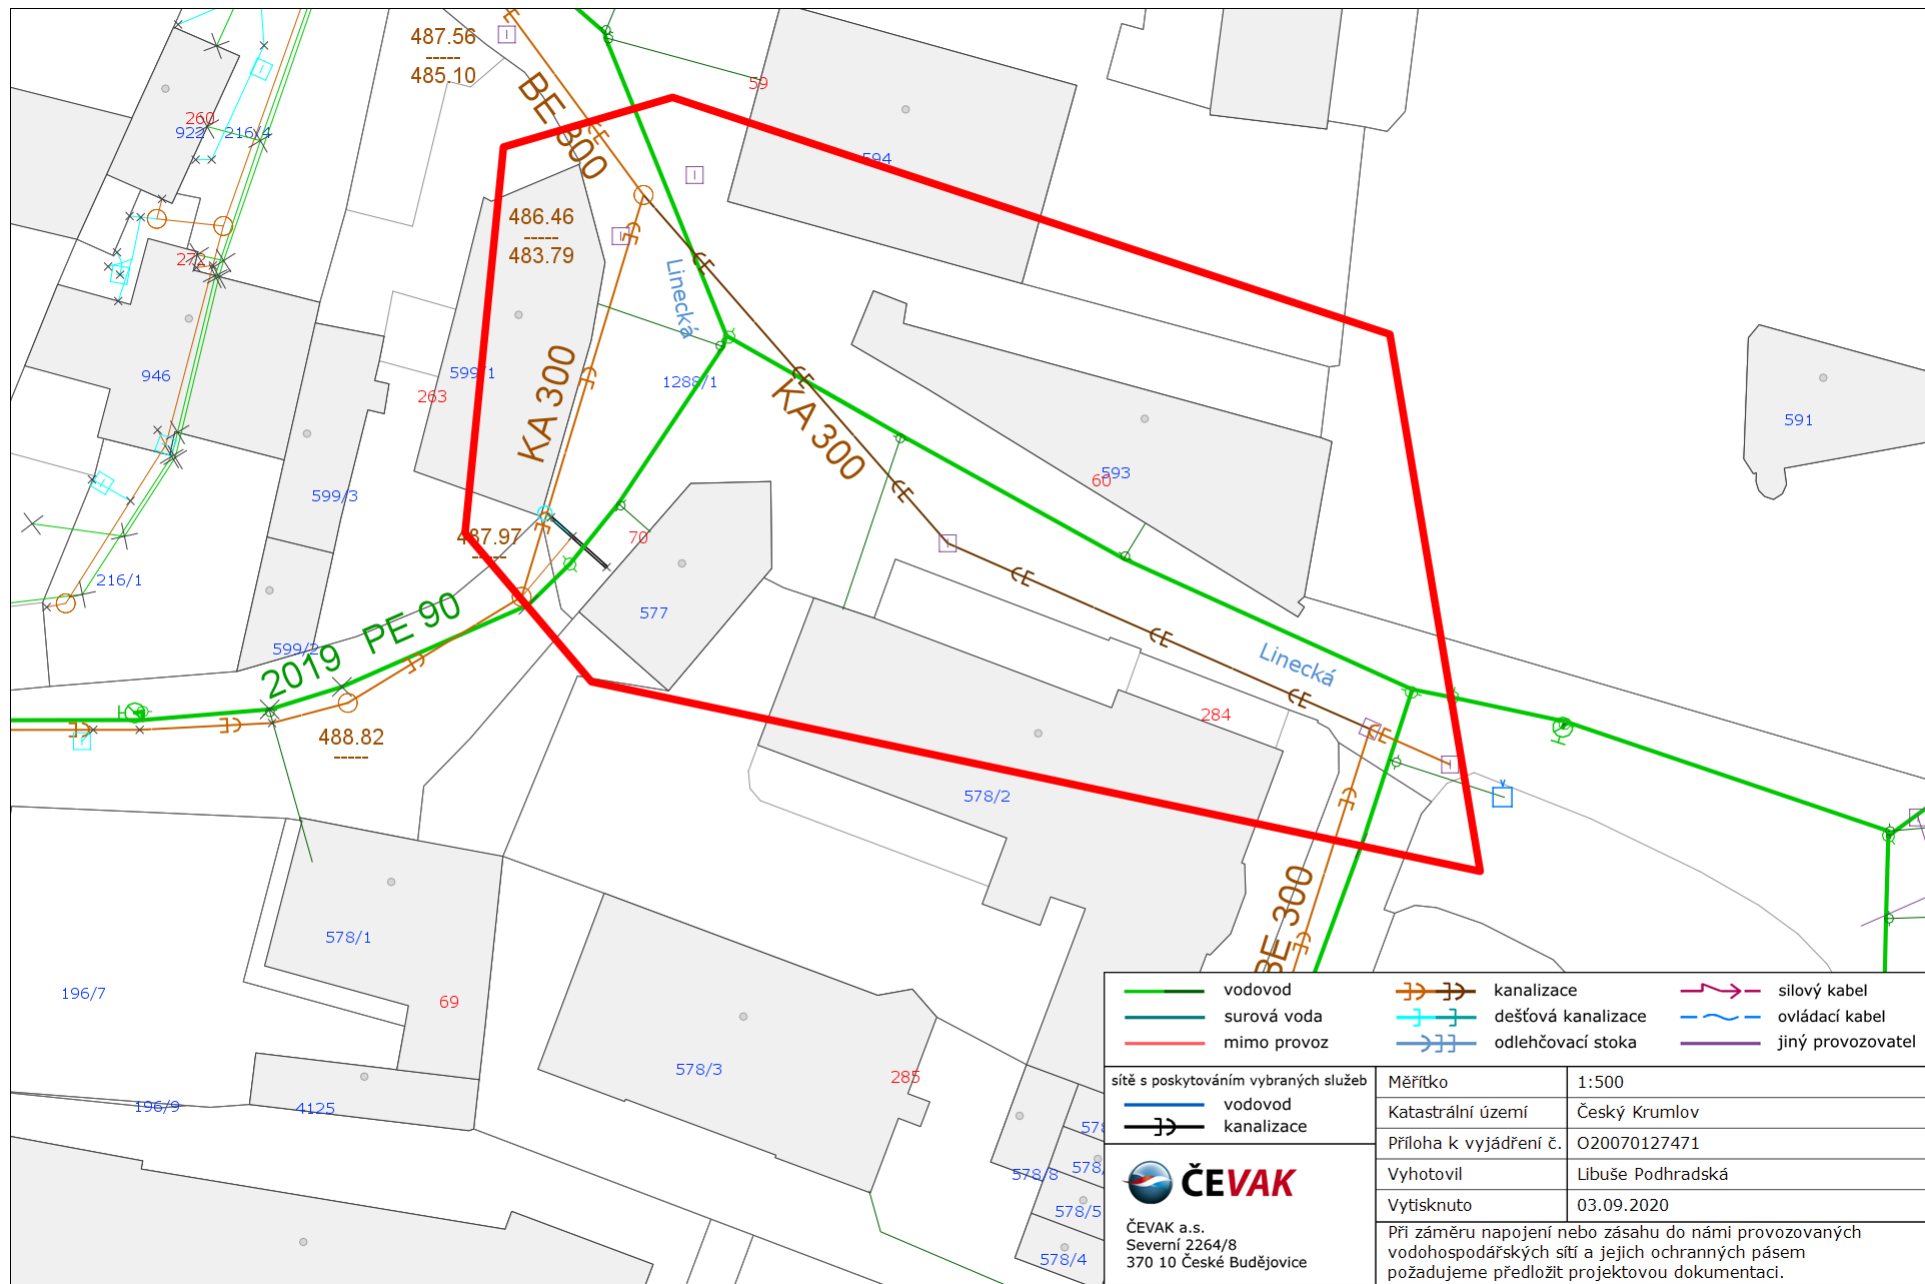 487.56
-----
485.10
BE 300
59
260
922
216/4
594
486.46
-----
483.79
272
Linecká
946
599/1
263
1288/1
KA 300
KA 300
591
593
60
599/3
487.97
-----
70
216/1
577
PE 90
599/2
2019
Linecká
284
488.82
-----
578/2
BE 300
578/1
196/7
69
578/3
285
196/9
4125
578/8
578/5
578/4
vodovod
surová voda
mimo provoz
kanalizace
dešťová kanalizace
odlehčovací stoka
silový kabel
ovládací kabel
jiný provozovatel
sítě s poskytováním vybraných služeb
vodovod
kanalizace
ČEVAK
ČEVAK a.s.
Severní 2264/8
370 10 České Budějovice
Měřítko 1:500
Katastrální území Český Krumlov
Příloha k vyjádření č. O20070127471
Vyhotovil Libuše Podhradská
Vytisknuto 03.09.2020
Při záměru napojení nebo zásahu do námi provozovaných
vodohospodářských sítí a jejich ochranných pásem
požadujeme předložit projektovou dokumentaci.